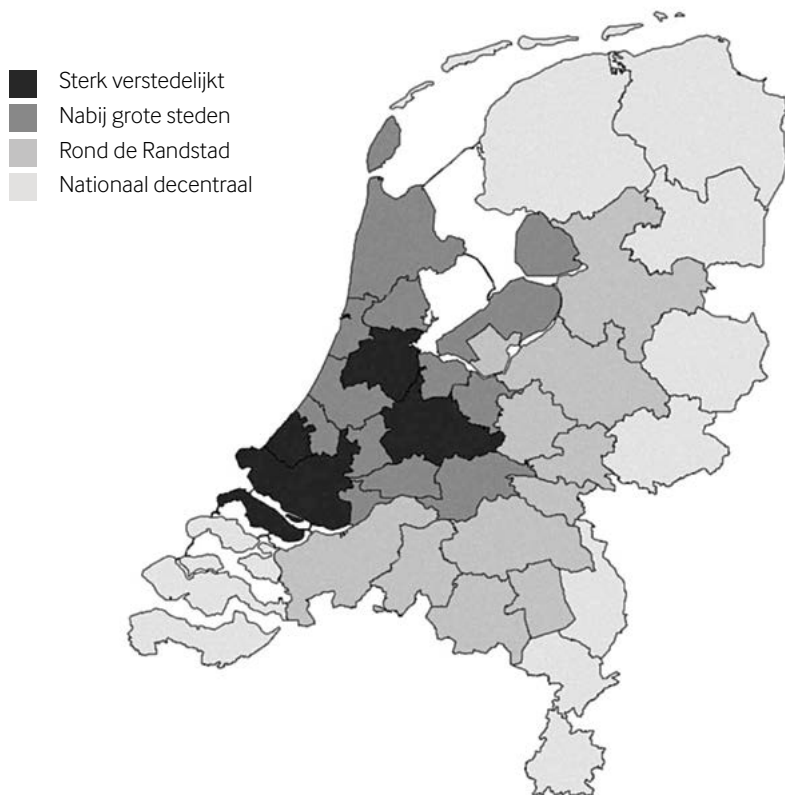 Sterk verstedelijkt
Nabij grote steden
Rond de Randstad
Nationaal decentraal